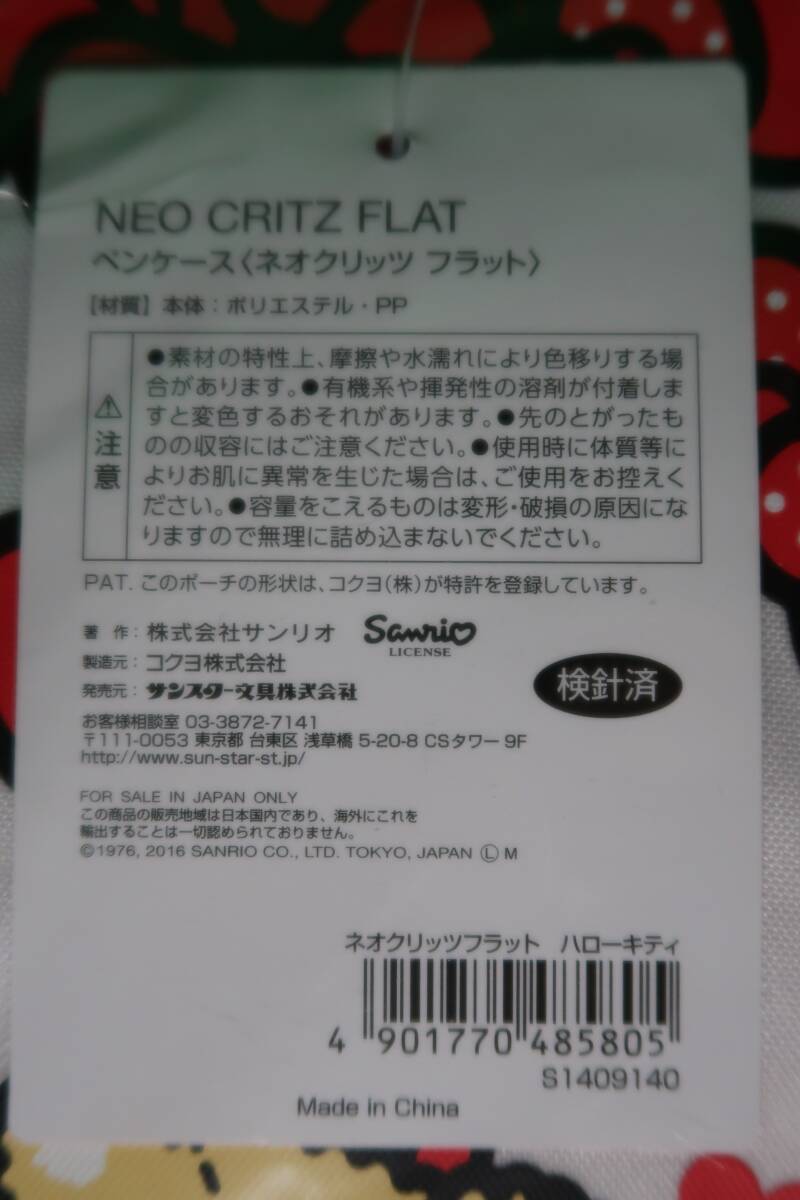 NEO CRITZ FLAT
ペンケース〈ネオクリッツ フラット〉
【材質】本体：ポリエステル・PP
⚠注意
●素材の特性上、摩擦や水濡れにより色移りする場
合があります。●有機系や揮発性の溶剤が付着しま
すと変色するおそれがあります。●先のとがったも
のの収容にはご注意ください。●使用時に体質等に
よりお肌に異常を生じた場合は、ご使用をお控えく
ださい。●容量をこえるものは変形・破損の原因にな
りますので無理に詰め込まないでください。
PAT. このポーチの形状は、コクヨ(株)が特許を登録しています。
著 作：株式会社サンリオ Sanrio LICENSE
製造元：コクヨ株式会社
発売元：サンスター文具株式会社
検針済
お客様相談室 03-3872-7141
〒111-0053 東京都 台東区 浅草橋 5-20-8 CSタワー 9F
http://www.sun-star-st.jp/
FOR SALE IN JAPAN ONLY
この商品の販売地域は日本国内であり、海外にこれを
輸出することは一切認められておりません。
©1976, 2016 SANRIO CO., LTD. TOKYO, JAPAN Ⓛ M
ネオクリッツフラット ハローキティ
4 901770 485805
S1409140
Made in China